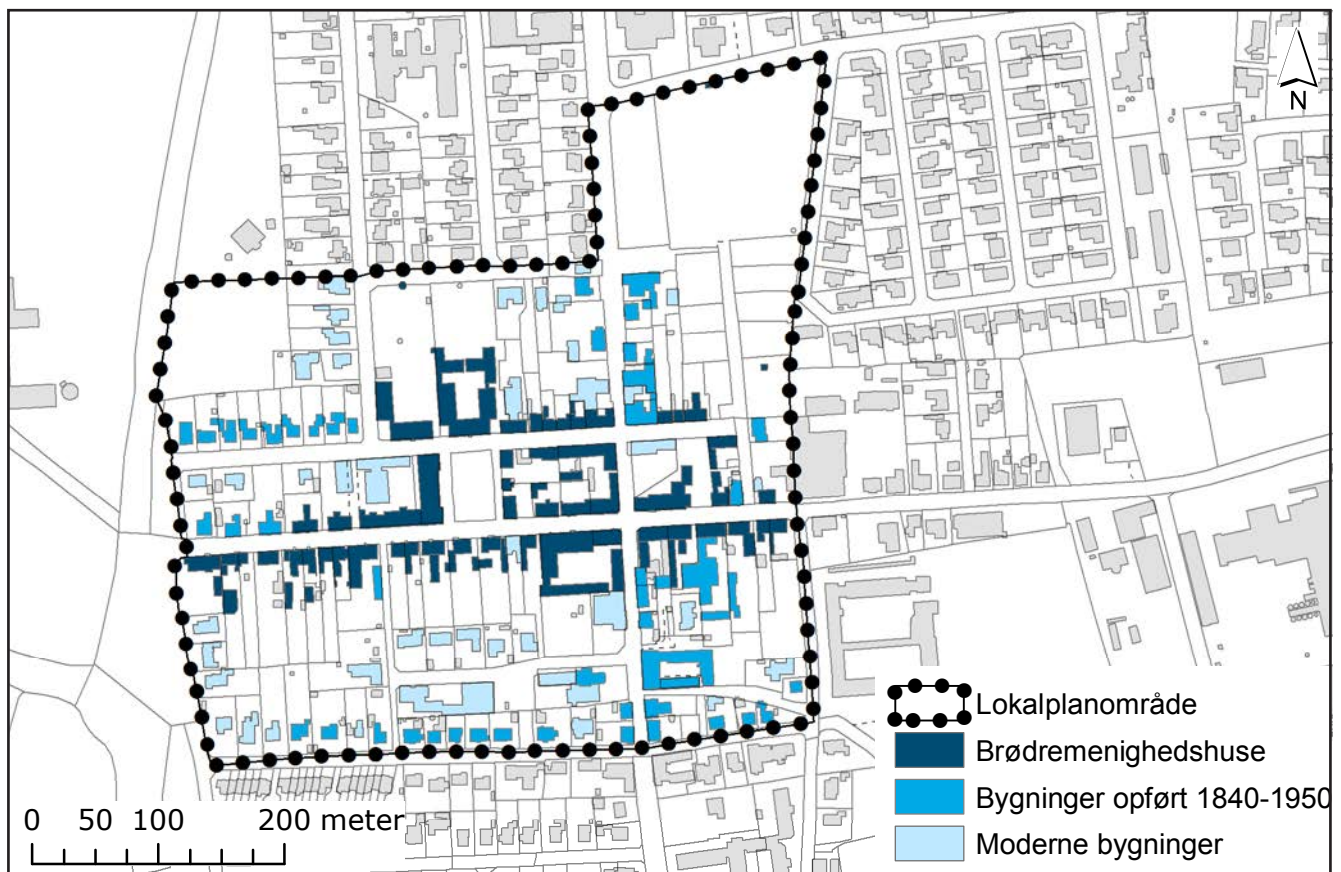 N
Lokalplanområde
Brødremenighedshuse
Bygninger opført 1840-1950
Moderne bygninger
0 50 100 200 meter